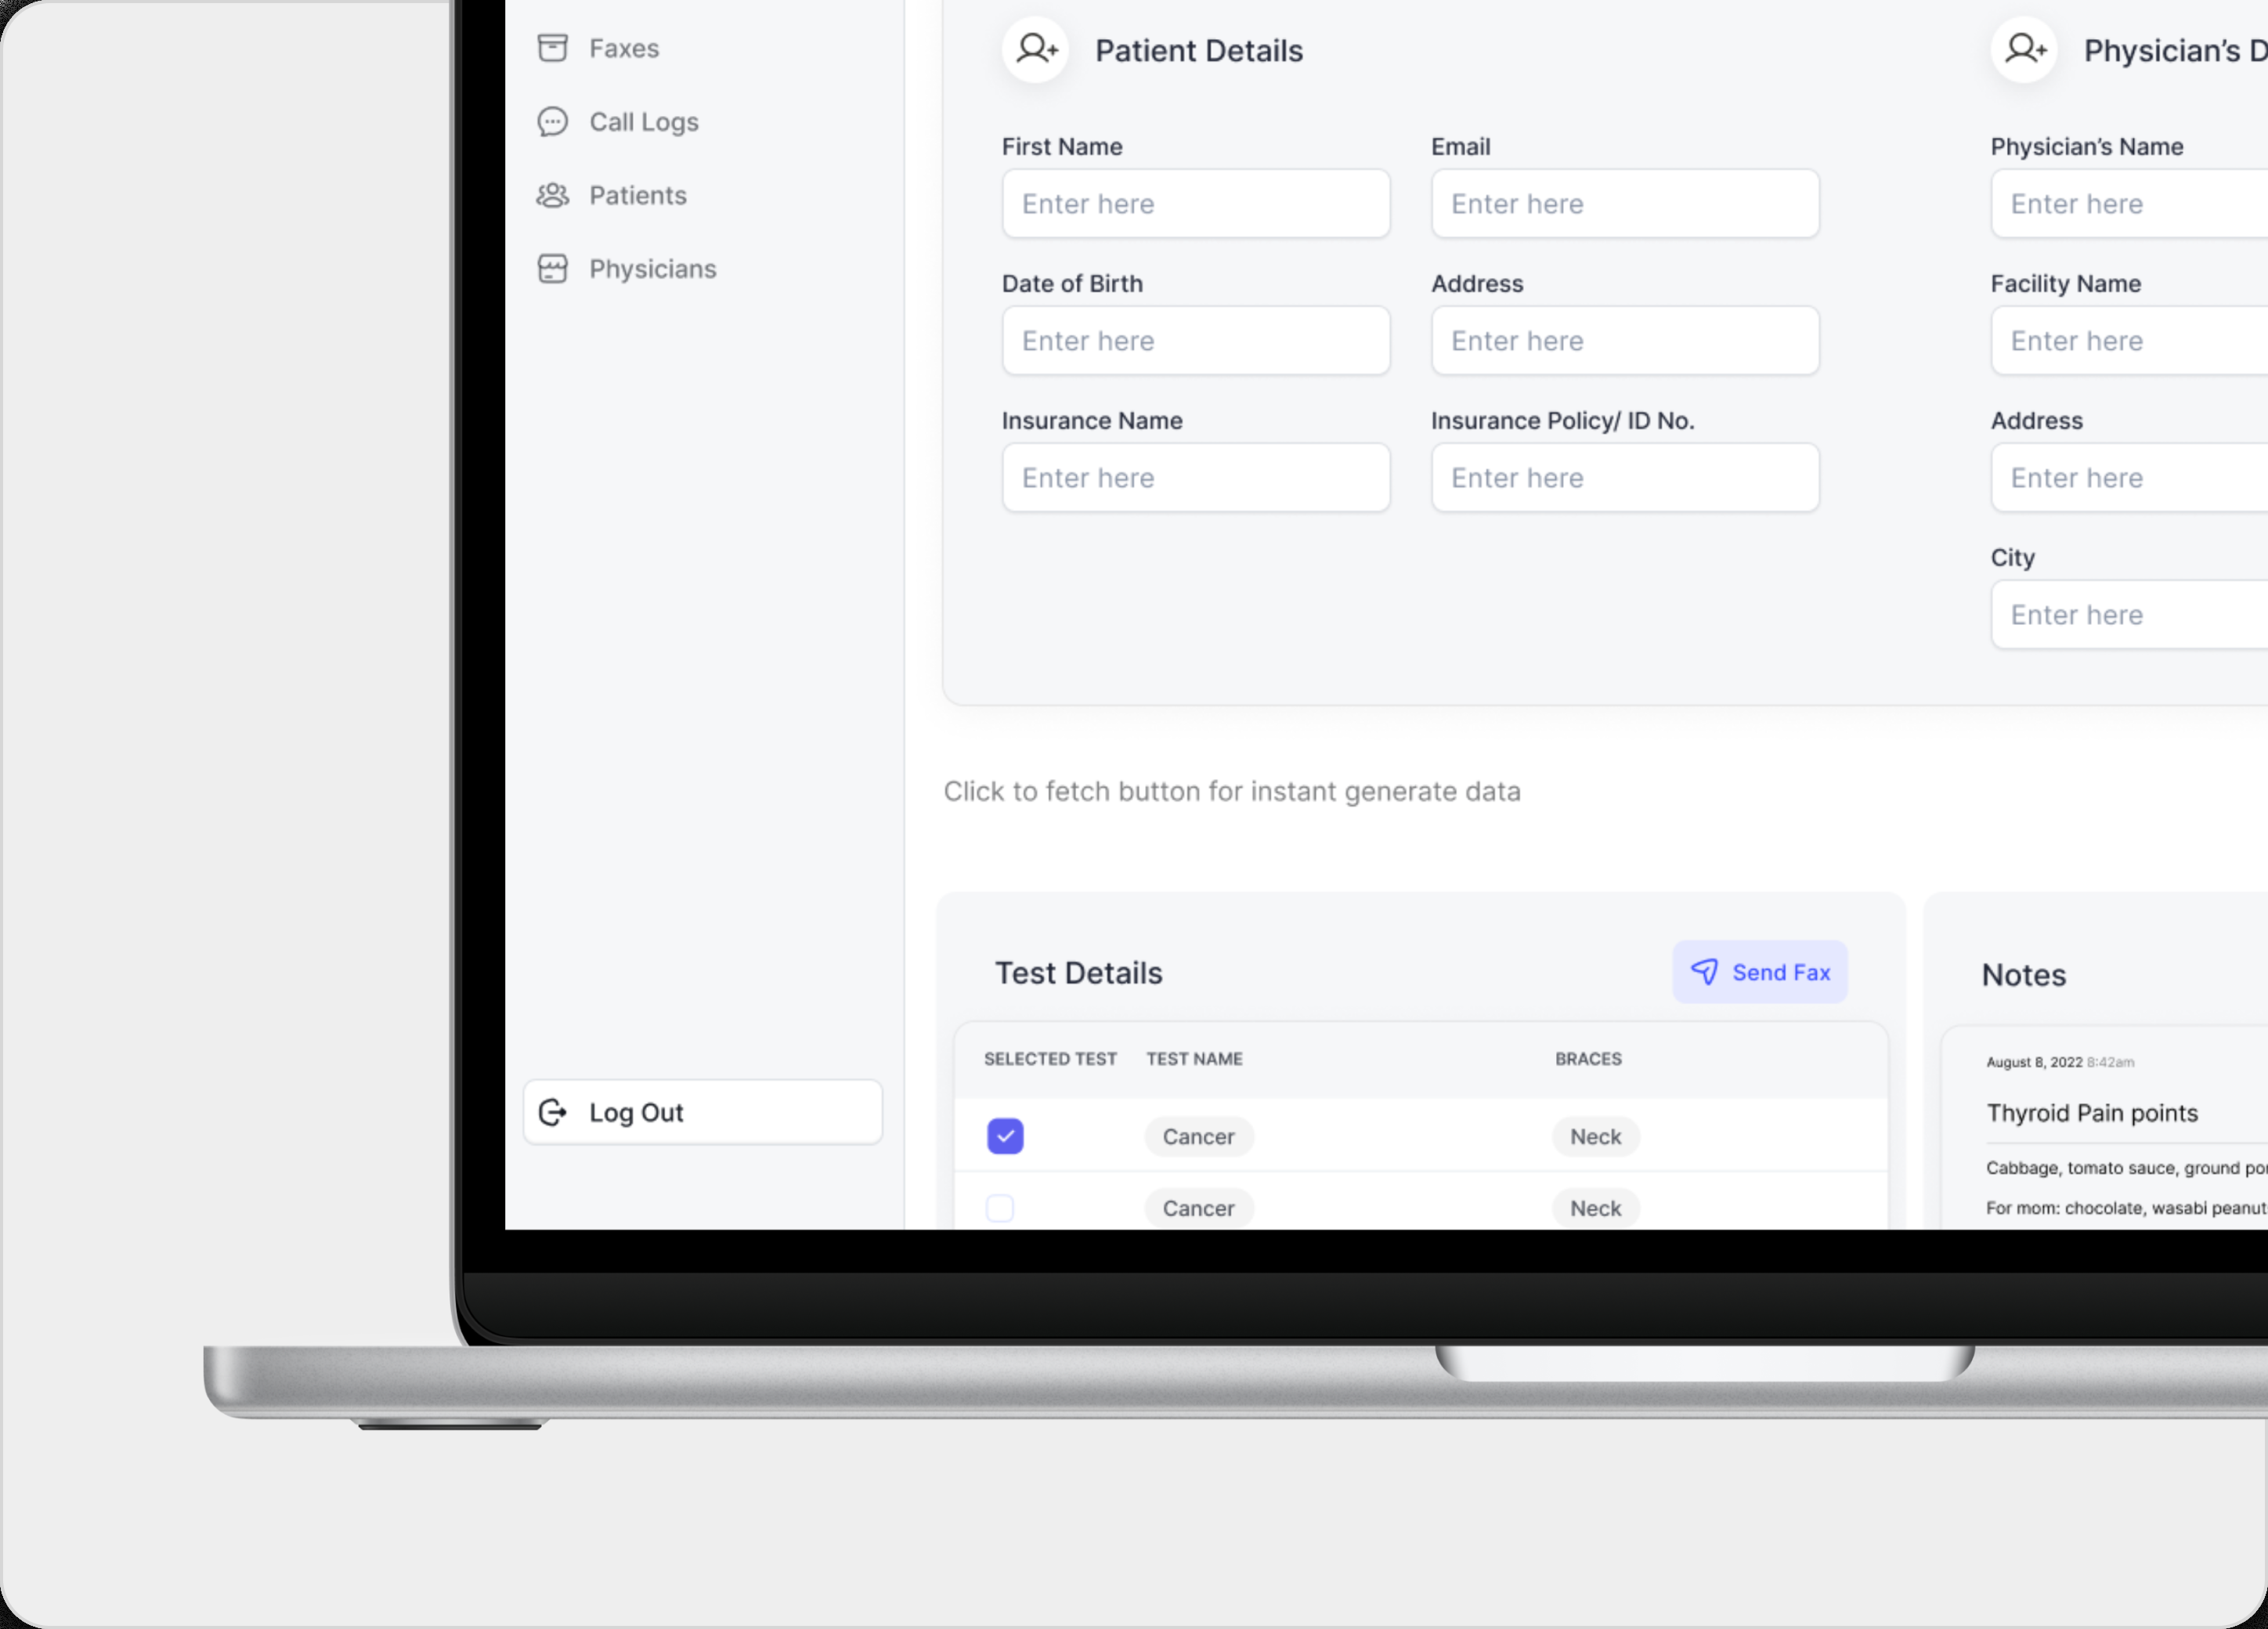 Faxes
Call Logs
Patients
Physicians
Log Out
Patient Details
First Name
Email
Enter here
Enter here
Date of Birth
Address
Enter here
Enter here
Insurance Name
Insurance Policy/ ID No.
Enter here
Enter here
Physician's
Physician's Name
Enter here
Facility Name
Enter here
Address
Enter here
City
Enter here
Click to fetch button for instant generate data
Test Details
Send Fax
SELECTED TEST TEST NAME BRACES
Cancer Neck
Cancer Neck
Notes
August 8, 2022 8:42am
Thyroid Pain points
Cabbage, tomato sauce, ground
For mom: chocolate, wasabi